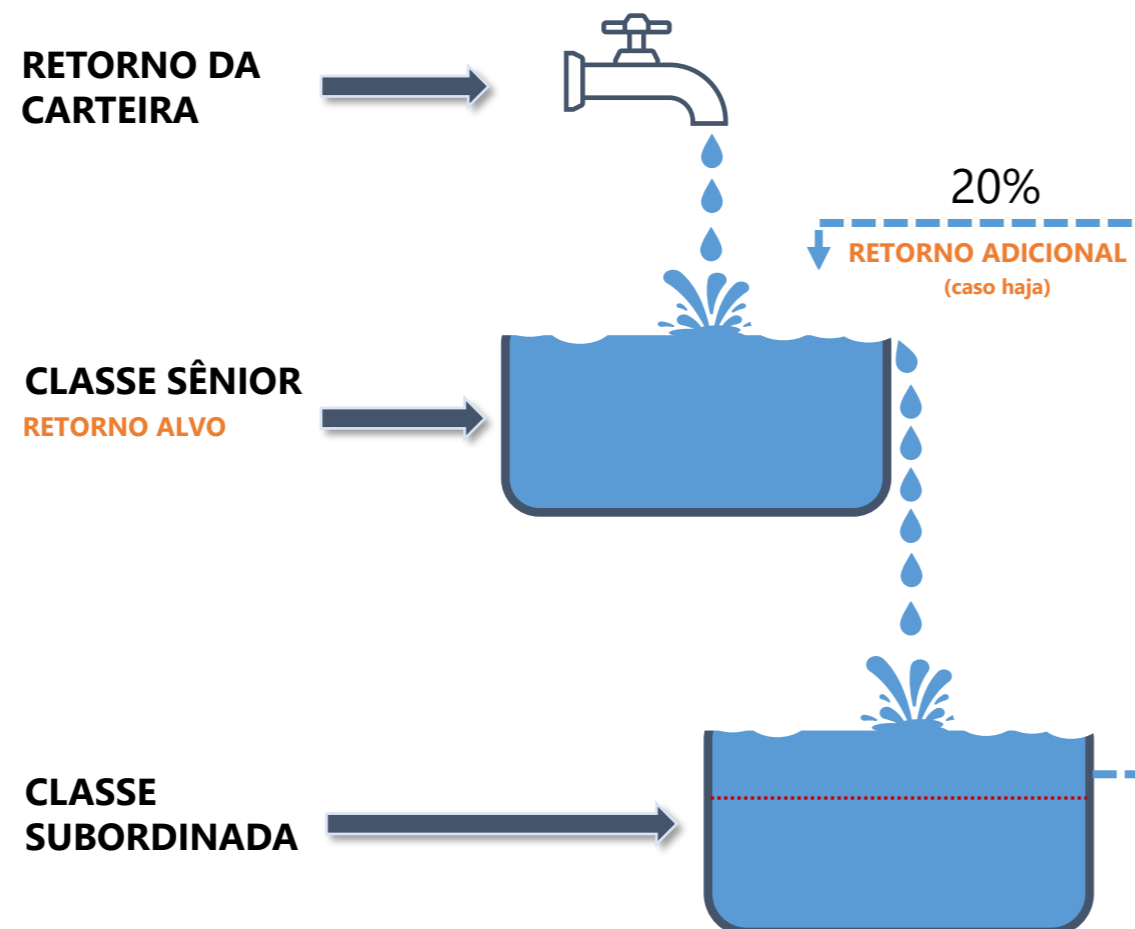 RETORNO DA
CARTEIRA
20%
RETORNO ADICIONAL
(caso haja)
CLASSE SÊNIOR
RETORNO ALVO
CLASSE
SUBORDINADA